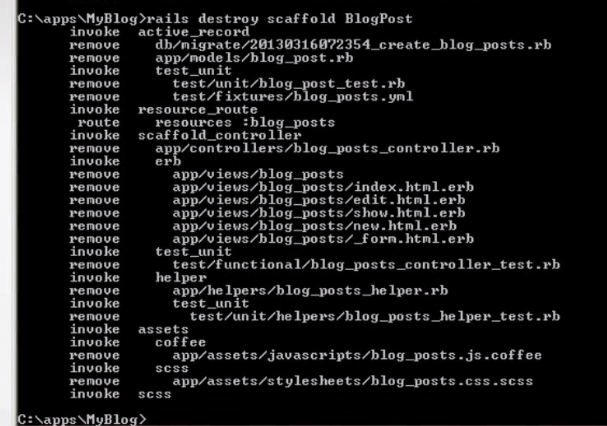 C:\apps\MyBlog>rails destroy scaffold BlogPost
invoke active_record
remove db/migrate/20130316072354_create_blog_posts.rb
remove app/models/blog_post.rb
invoke test_unit
remove test/unit/blog_post_test.rb
remove test/fixtures/blog_posts.yml
invoke resource_route
route resources :blog_posts
invoke scaffold_controller
remove app/controllers/blog_posts_controller.rb
invoke erb
remove app/views/blog_posts
remove app/views/blog_posts/index.html.erb
remove app/views/blog_posts/edit.html.erb
remove app/views/blog_posts/show.html.erb
remove app/views/blog_posts/new.html.erb
remove app/views/blog_posts/_form.html.erb
invoke test_unit
remove test/functional/blog_posts_controller_test.rb
invoke helper
remove app/helpers/blog_posts_helper.rb
invoke test_unit
remove test/unit/helpers/blog_posts_helper_test.rb
invoke assets
invoke coffee
remove app/assets/javascripts/blog_posts.js.coffee
invoke scss
remove app/assets/stylesheets/blog_posts.css.scss
invoke scss
C:\apps\MyBlog>